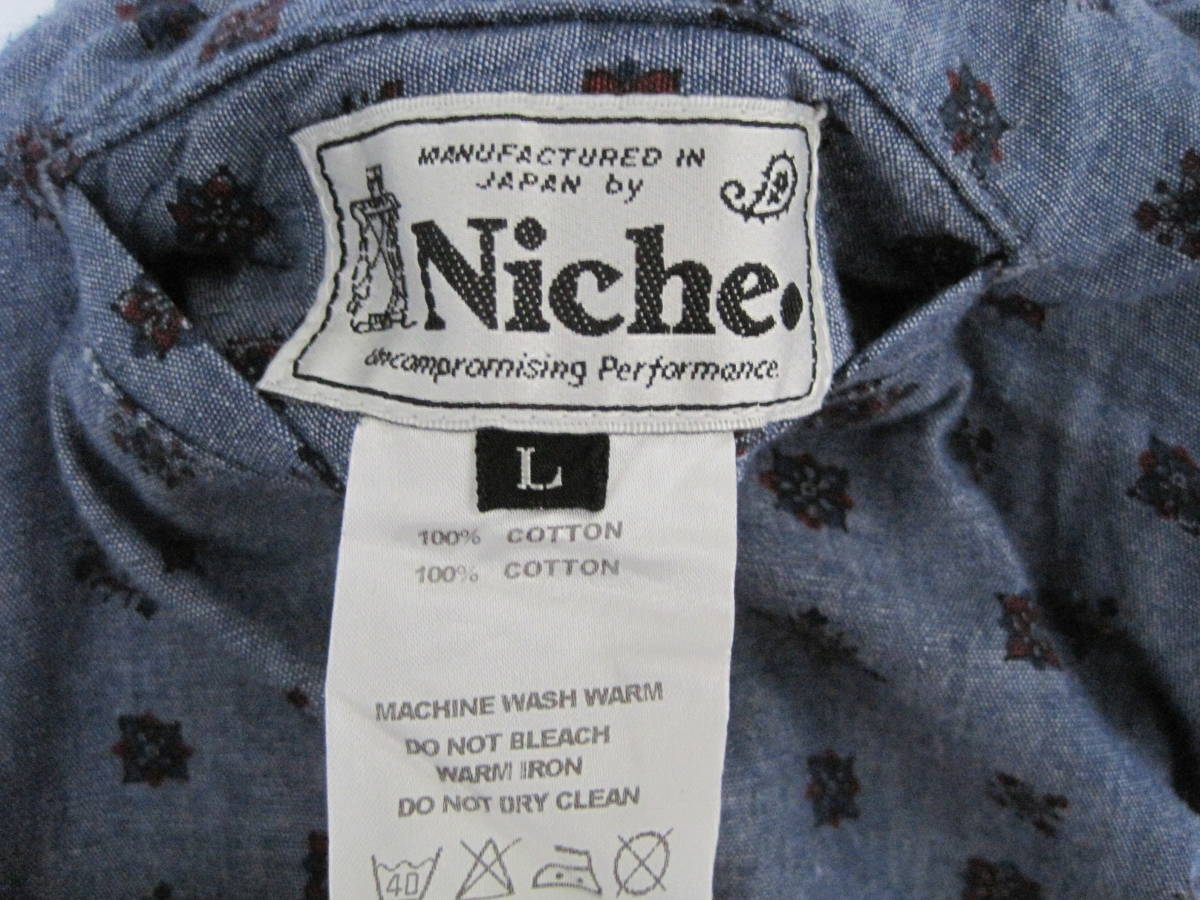 MANUFACTURED IN
JAPAN by
Niche.
Uncompromising Performance
L
100% COTTON
100% COTTON
MACHINE WASH WARM
DO NOT BLEACH
WARM IRON
DO NOT DRY CLEAN
40